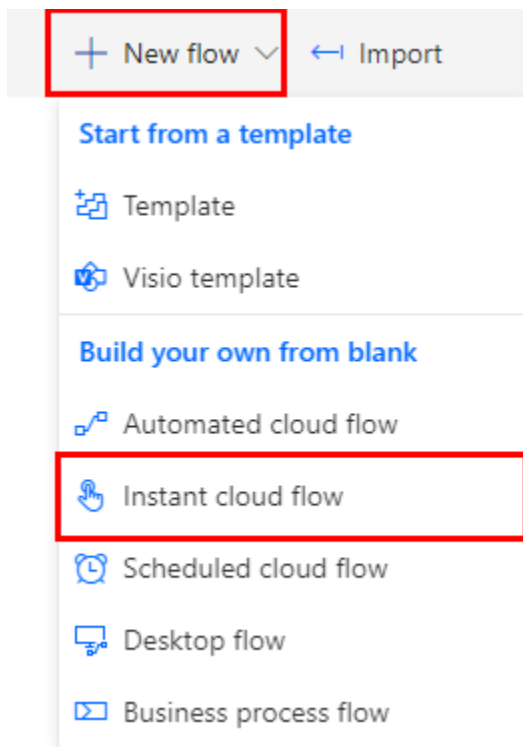 New flow
Import
Start from a template
Template
Visio template
Build your own from blank
Automated cloud flow
Instant cloud flow
Scheduled cloud flow
Desktop flow
Business process flow